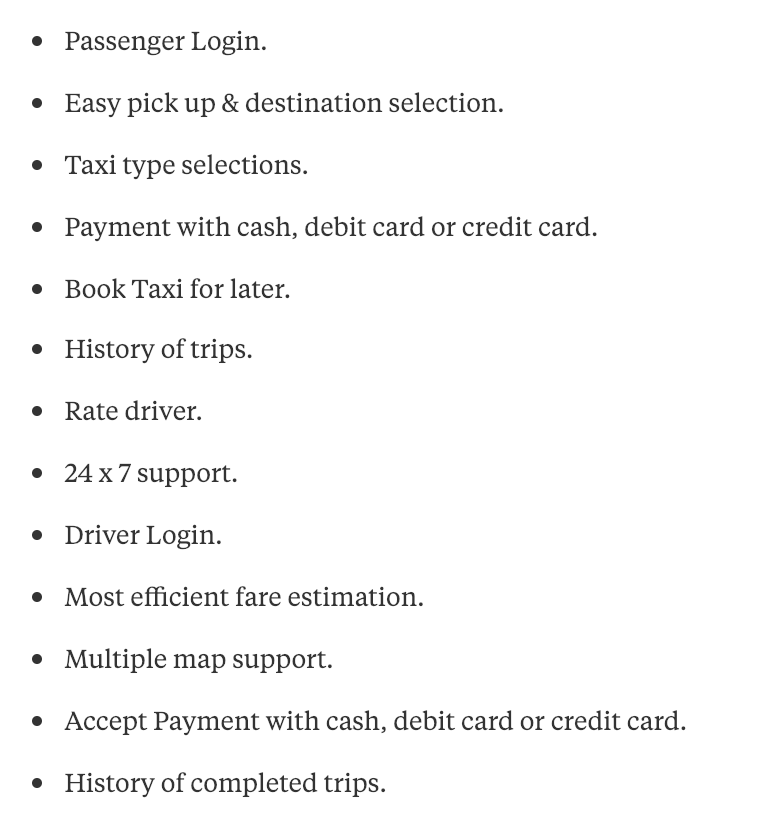 • Passenger Login.
• Easy pick up & destination selection.
• Taxi type selections.
• Payment with cash, debit card or credit card.
• Book Taxi for later.
• History of trips.
• Rate driver.
• 24 x 7 support.
• Driver Login.
• Most efficient fare estimation.
• Multiple map support.
• Accept Payment with cash, debit card or credit card.
• History of completed trips.